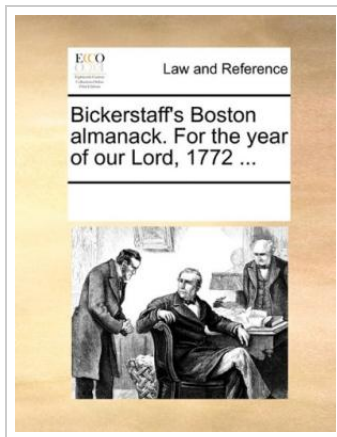 ECCO
Law and Reference
Bickerstaff's Boston
almanack. For the year
of our Lord, 1772 ...